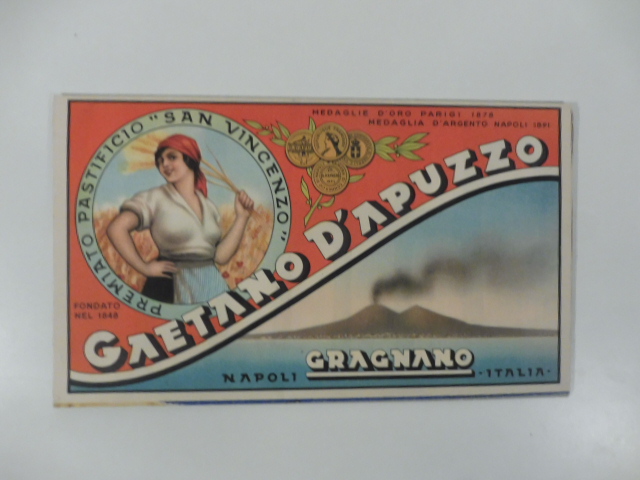 PREMIATO PASTIFICIO "SAN VINCENZO"
MEDAGLIE D'ORO PARIGI 1878
MEDAGLIA D'ARGENTO NAPOLI 1891
GAETANO D'APUZZO
FONDATO
NEL 1848
NAPOLI GRAGNANO -ITALIA-